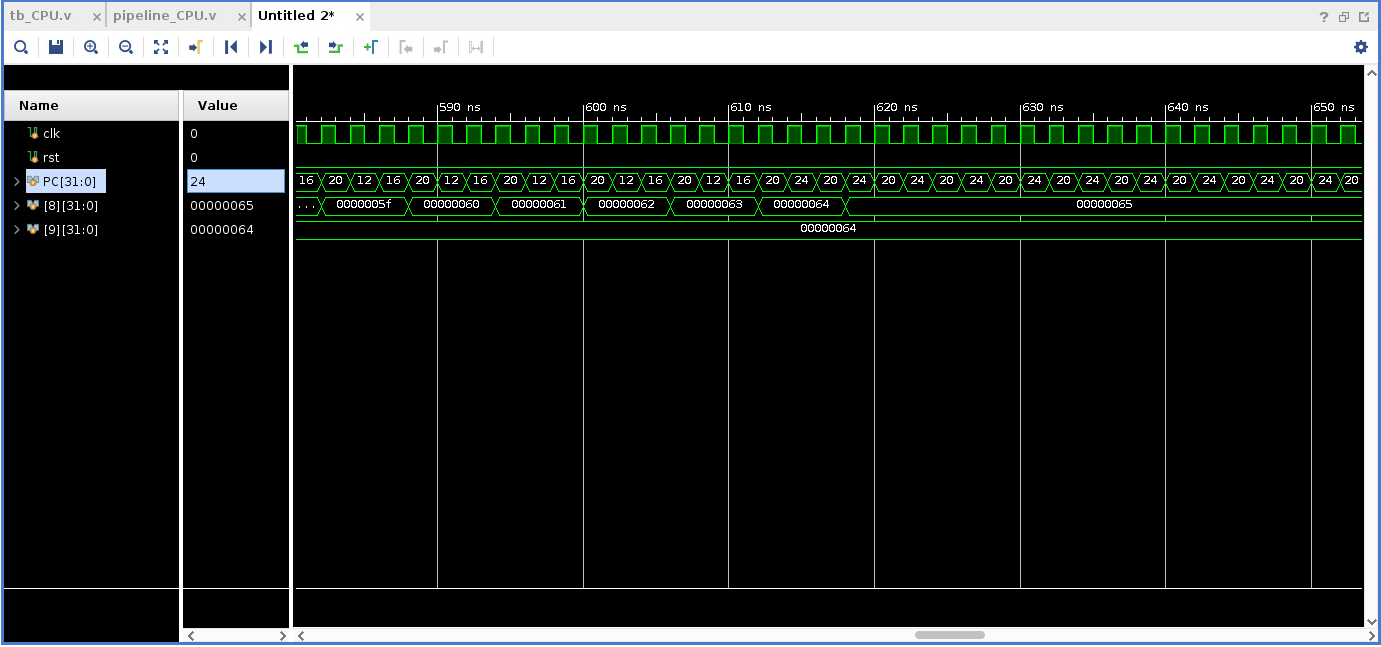 tb_CPU.v × pipeline_CPU.v × Untitled 2* × ?
Name Value 590 ns 600 ns 610 ns 620 ns 630 ns 640 ns 650 ns
clk 0
rst 0
PC[31:0] 24 16 20 12 16 20 12 16 20 12 16 20 12 16 20 12 16 20 24 20 24 20 24 20 24 20 24 20 24 20 24 20 24 20 24 20 24 20
[8][31:0] 00000065 ... 0000005f 00000060 00000061 00000062 00000063 00000064 00000065
[9][31:0] 00000064 00000064